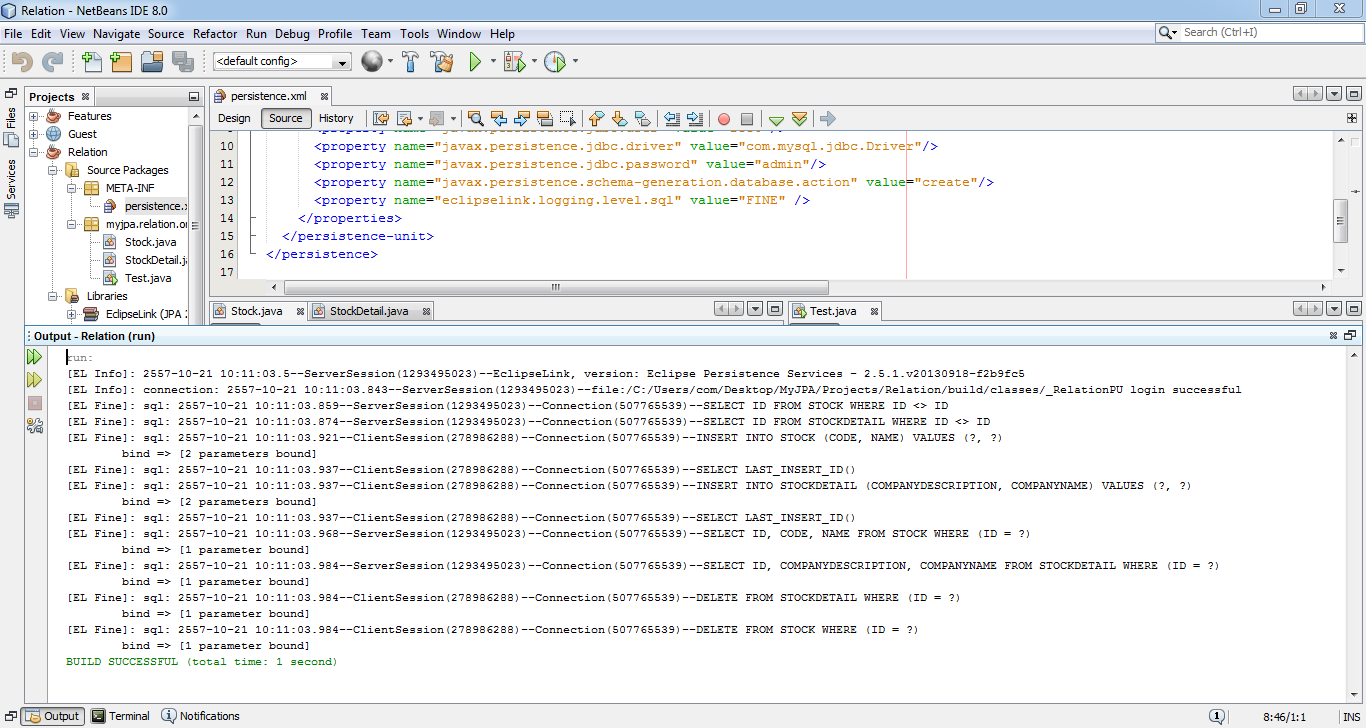 Relation - NetBeans IDE 8.0
File Edit View Navigate Source Refactor Run Debug Profile Team Tools Window Help
Search (Ctrl+I)
<default config>
Files
Services
Projects
Features
Guest
Relation
Source Packages
META-INF
persistence.x
myjpa.relation.or
Stock.java
StockDetail.ja
Test.java
Libraries
EclipseLink (JPA 2
persistence.xml
Design Source History
10 <property name="javax.persistence.jdbc.driver" value="com.mysql.jdbc.Driver"/>
11 <property name="javax.persistence.jdbc.password" value="admin"/>
12 <property name="javax.persistence.schema-generation.database.action" value="create"/>
13 <property name="eclipselink.logging.level.sql" value="FINE" />
14 </properties>
15 </persistence-unit>
16 </persistence>
17
Stock.java StockDetail.java Test.java
Output - Relation (run)
run:
[EL Info]: 2557-10-21 10:11:03.5--ServerSession(1293495023)--EclipseLink, version: Eclipse Persistence Services - 2.5.1.v20130918-f2b9fc5
[EL Info]: connection: 2557-10-21 10:11:03.843--ServerSession(1293495023)--file:/C:/Users/com/Desktop/MyJPA/Projects/Relation/build/classes/_RelationPU login successful
[EL Fine]: sql: 2557-10-21 10:11:03.859--ServerSession(1293495023)--Connection(507765539)--SELECT ID FROM STOCK WHERE ID <> ID
[EL Fine]: sql: 2557-10-21 10:11:03.874--ServerSession(1293495023)--Connection(507765539)--SELECT ID FROM STOCKDETAIL WHERE ID <> ID
[EL Fine]: sql: 2557-10-21 10:11:03.921--ClientSession(278986288)--Connection(507765539)--INSERT INTO STOCK (CODE, NAME) VALUES (?, ?)
bind => [2 parameters bound]
[EL Fine]: sql: 2557-10-21 10:11:03.937--ClientSession(278986288)--Connection(507765539)--SELECT LAST_INSERT_ID()
[EL Fine]: sql: 2557-10-21 10:11:03.937--ClientSession(278986288)--Connection(507765539)--INSERT INTO STOCKDETAIL (COMPANYDESCRIPTION, COMPANYNAME) VALUES (?, ?)
bind => [2 parameters bound]
[EL Fine]: sql: 2557-10-21 10:11:03.937--ClientSession(278986288)--Connection(507765539)--SELECT LAST_INSERT_ID()
[EL Fine]: sql: 2557-10-21 10:11:03.968--ServerSession(1293495023)--Connection(507765539)--SELECT ID, CODE, NAME FROM STOCK WHERE (ID = ?)
bind => [1 parameter bound]
[EL Fine]: sql: 2557-10-21 10:11:03.984--ServerSession(1293495023)--Connection(507765539)--SELECT ID, COMPANYDESCRIPTION, COMPANYNAME FROM STOCKDETAIL WHERE (ID = ?)
bind => [1 parameter bound]
[EL Fine]: sql: 2557-10-21 10:11:03.984--ClientSession(278986288)--Connection(507765539)--DELETE FROM STOCKDETAIL WHERE (ID = ?)
bind => [1 parameter bound]
[EL Fine]: sql: 2557-10-21 10:11:03.984--ClientSession(278986288)--Connection(507765539)--DELETE FROM STOCK WHERE (ID = ?)
bind => [1 parameter bound]
BUILD SUCCESSFUL (total time: 1 second)
Output Terminal Notifications
8:46/1:1 INS